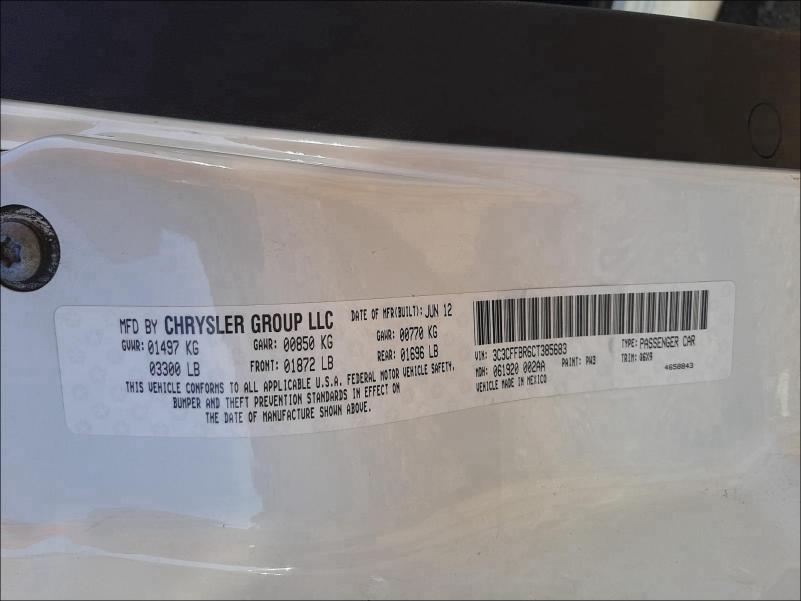 MFD BY CHRYSLER GROUP LLC DATE OF MFR(BUILT): JUN 12
GVWR: 01497 KG GAWR: 00850 KG GAWR: 00770 KG
03300 LB FRONT: 01872 LB REAR: 01696 LB
THIS VEHICLE CONFORMS TO ALL APPLICABLE U.S.A. FEDERAL MOTOR VEHICLE SAFETY,
BUMPER AND THEFT PREVENTION STANDARDS IN EFFECT ON
THE DATE OF MANUFACTURE SHOWN ABOVE.
VIN: 3C3CFFBR6CT385683 TYPE: PASSENGER CAR
MDH: 061920 002AA PAINT: PW3 TRIM: Q6X9
VEHICLE MADE IN MEXICO 4658843